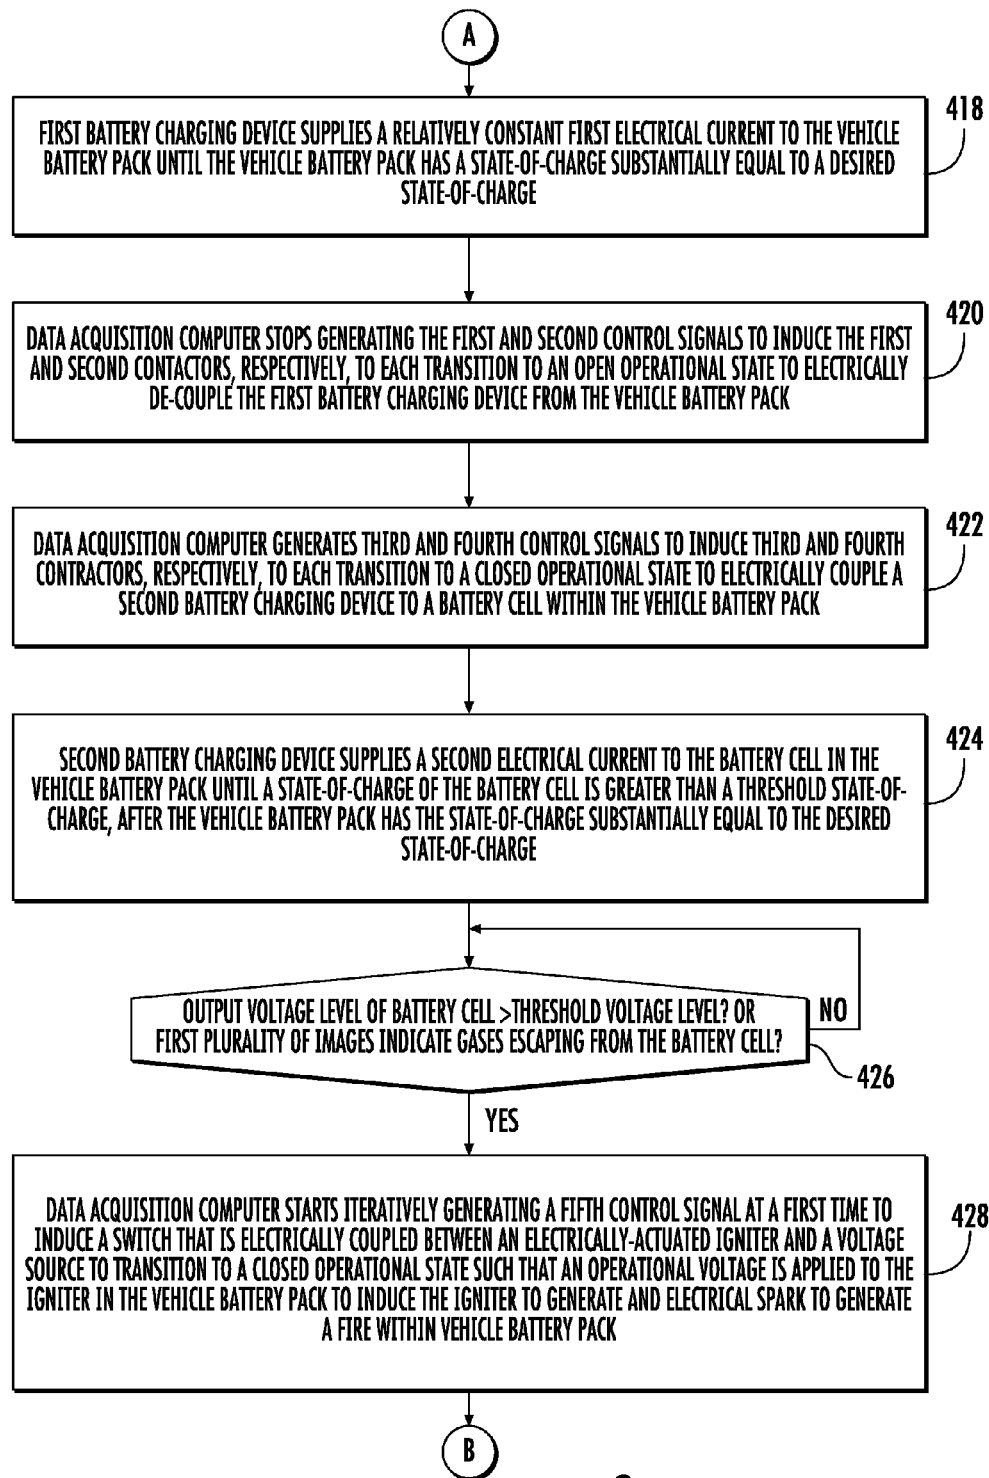 A
418
FIRST BATTERY CHARGING DEVICE SUPPLIES A RELATIVELY CONSTANT FIRST ELECTRICAL CURRENT TO THE VEHICLE
BATTERY PACK UNTIL THE VEHICLE BATTERY PACK HAS A STATE-OF-CHARGE SUBSTANTIALLY EQUAL TO A DESIRED
STATE-OF-CHARGE
420
DATA ACQUISITION COMPUTER STOPS GENERATING THE FIRST AND SECOND CONTROL SIGNALS TO INDUCE THE FIRST
AND SECOND CONTACTORS, RESPECTIVELY, TO EACH TRANSITION TO AN OPEN OPERATIONAL STATE TO ELECTRICALLY
DE-COUPLE THE FIRST BATTERY CHARGING DEVICE FROM THE VEHICLE BATTERY PACK
422
DATA ACQUISITION COMPUTER GENERATES THIRD AND FOURTH CONTROL SIGNALS TO INDUCE THIRD AND FOURTH
CONTRACTORS, RESPECTIVELY, TO EACH TRANSITION TO A CLOSED OPERATIONAL STATE TO ELECTRICALLY COUPLE A
SECOND BATTERY CHARGING DEVICE TO A BATTERY CELL WITHIN THE VEHICLE BATTERY PACK
424
SECOND BATTERY CHARGING DEVICE SUPPLIES A SECOND ELECTRICAL CURRENT TO THE BATTERY CELL IN THE
VEHICLE BATTERY PACK UNTIL A STATE-OF-CHARGE OF THE BATTERY CELL IS GREATER THAN A THRESHOLD STATE-OF-
CHARGE, AFTER THE VEHICLE BATTERY PACK HAS THE STATE-OF-CHARGE SUBSTANTIALLY EQUAL TO THE DESIRED
STATE-OF-CHARGE
OUTPUT VOLTAGE LEVEL OF BATTERY CELL >THRESHOLD VOLTAGE LEVEL? OR
FIRST PLURALITY OF IMAGES INDICATE GASES ESCAPING FROM THE BATTERY CELL?
NO
426
YES
428
DATA ACQUISITION COMPUTER STARTS ITERATIVELY GENERATING A FIFTH CONTROL SIGNAL AT A FIRST TIME TO
INDUCE A SWITCH THAT IS ELECTRICALLY COUPLED BETWEEN AN ELECTRICALLY-ACTUATED IGNITER AND A VOLTAGE
SOURCE TO TRANSITION TO A CLOSED OPERATIONAL STATE SUCH THAT AN OPERATIONAL VOLTAGE IS APPLIED TO THE
IGNITER IN THE VEHICLE BATTERY PACK TO INDUCE THE IGNITER TO GENERATE AND ELECTRICAL SPARK TO GENERATE
A FIRE WITHIN VEHICLE BATTERY PACK
B